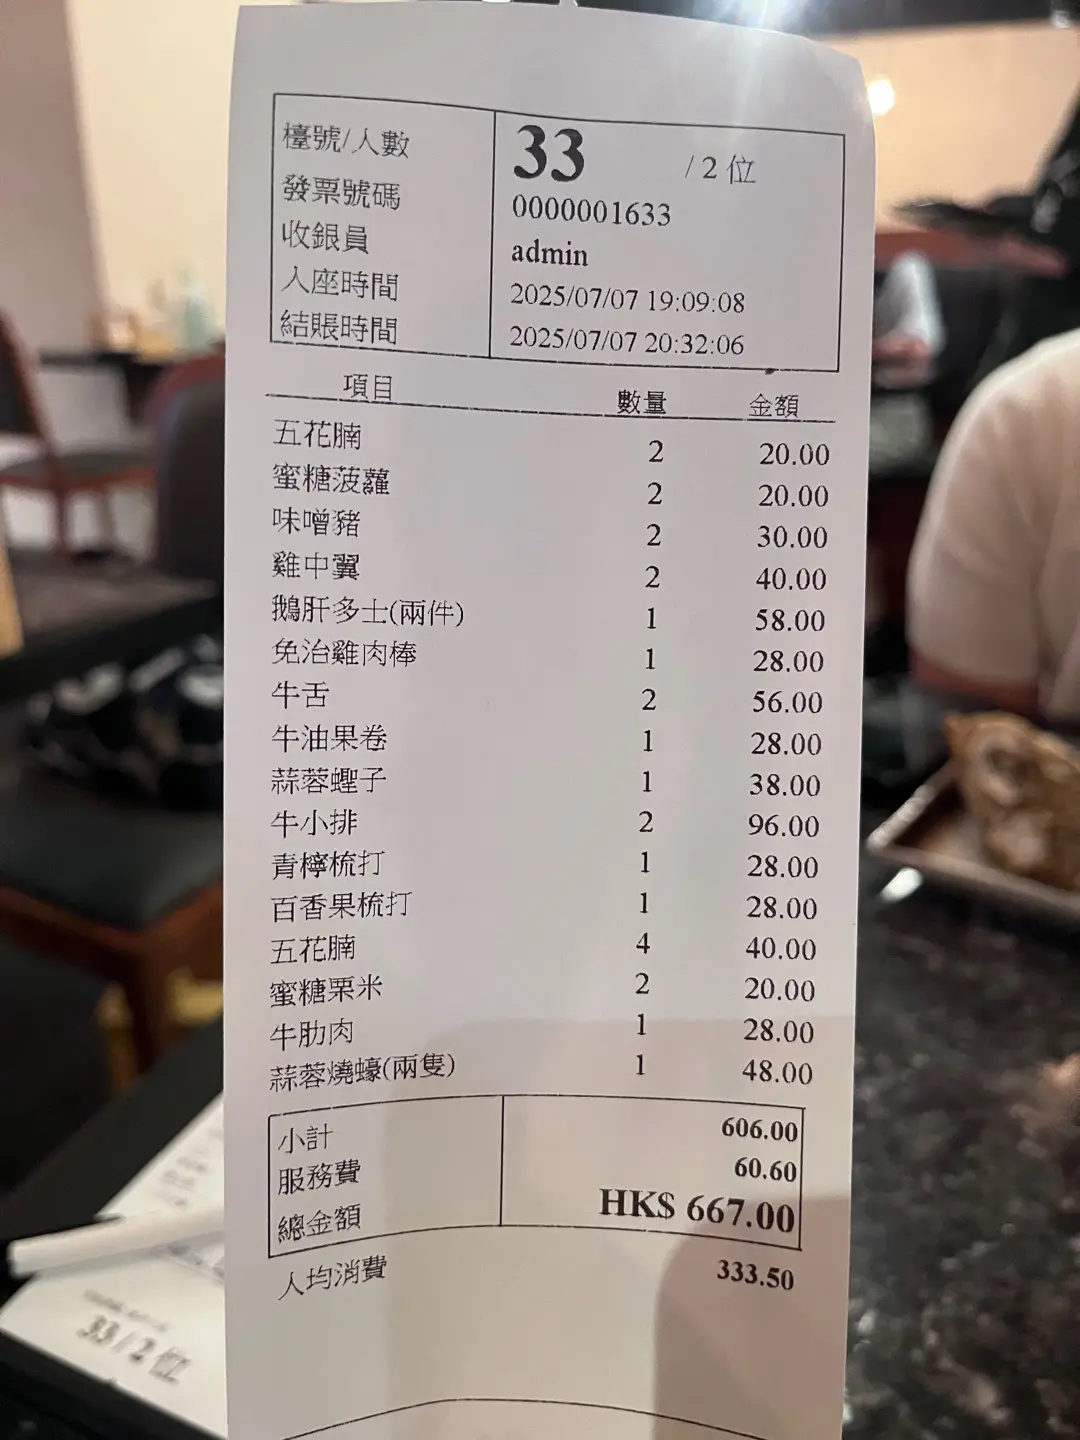 檯號/人數 33 /2 位
發票號碼 0000001633
收銀員 admin
入座時間 2025/07/07 19:09:08
結賬時間 2025/07/07 20:32:06
項目 數量 金額
五花腩 2 20.00
蜜糖菠蘿 2 20.00
味噌豬 2 30.00
雞中翼 2 40.00
鵝肝多士(兩件) 1 58.00
免治雞肉棒 1 28.00
牛舌 2 56.00
牛油果卷 1 28.00
蒜蓉蟶子 1 38.00
牛小排 2 96.00
青檸梳打 1 28.00
百香果梳打 1 28.00
五花腩 4 40.00
蜜糖粟米 2 20.00
牛肋肉 1 28.00
蒜蓉燒蠔(兩隻) 1 48.00
小計 606.00
服務費 60.60
總金額 HK$ 667.00
人均消費 333.50
33 / 2 位